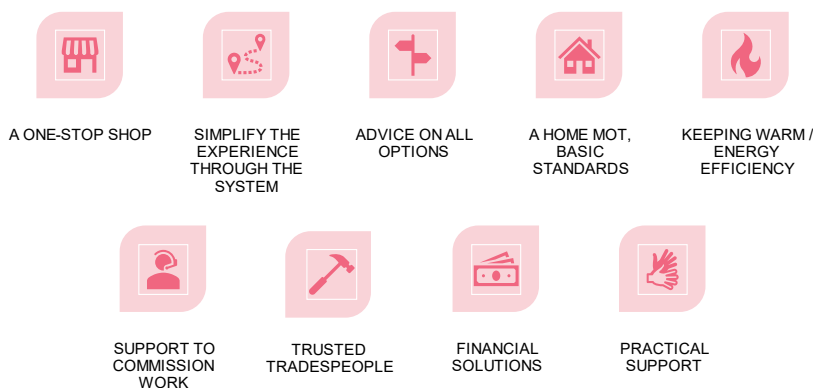 A ONE-STOP SHOP
SIMPLIFY THE
EXPERIENCE
THROUGH THE
SYSTEM
ADVICE ON ALL
OPTIONS
A HOME MOT,
BASIC
STANDARDS
KEEPING WARM /
ENERGY
EFFICIENCY
SUPPORT TO
COMMISSION
WORK
TRUSTED
TRADESPEOPLE
FINANCIAL
SOLUTIONS
PRACTICAL
SUPPORT